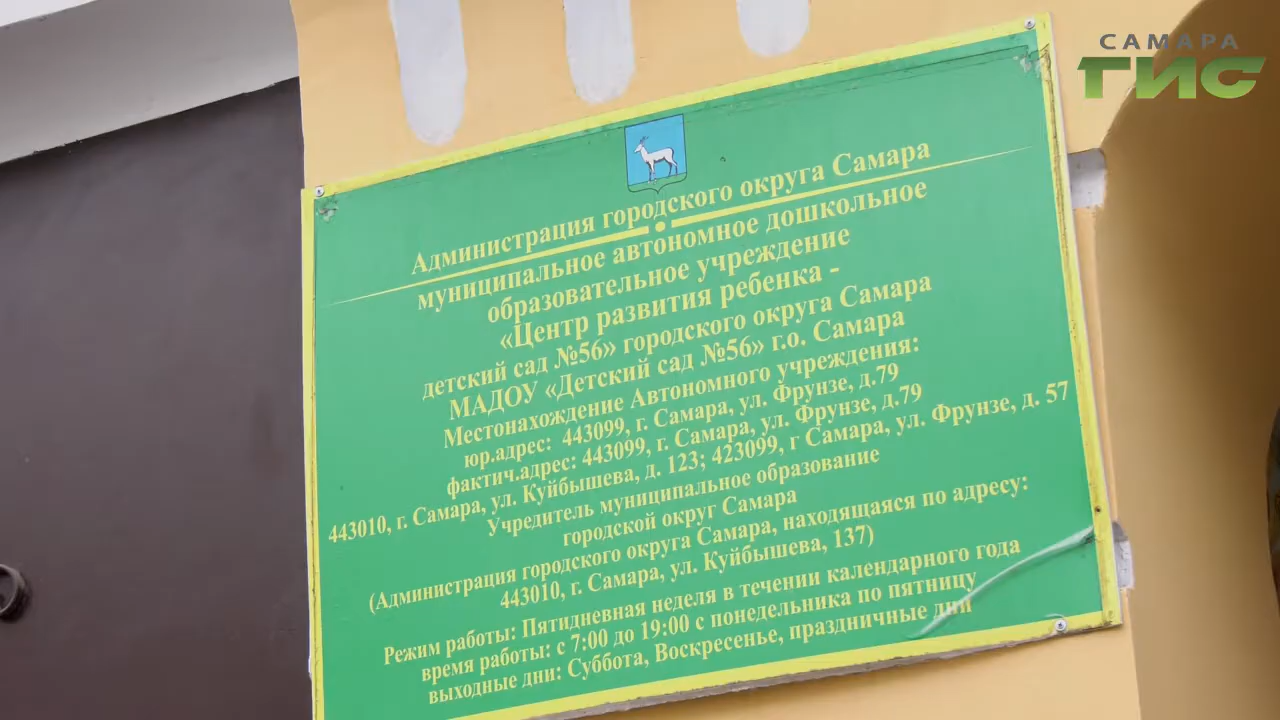 САМАРА
ГИС
Администрация городского округа Самара
муниципальное автономное дошкольное
образовательное учреждение
«Центр развития ребенка -
детский сад №56» городского округа Самара
МАДОУ «Детский сад №56» г.о. Самара
Местонахождение Автономного учреждения:
юр.адрес: 443099, г. Самара, ул. Фрунзе, д.79
фактич.адрес: 443099, г. Самара, ул. Фрунзе, д.79
443010, г. Самара, ул. Куйбышева, д. 123; 423099, г Самара, ул. Фрунзе, д. 57
Учредитель муниципальное образование
городской округ Самара
(Администрация городского округа Самара, находящаяся по адресу:
443010, г. Самара, ул. Куйбышева, 137)
Режим работы: Пятидневная неделя в течении календарного года
время работы: с 7:00 до 19:00 с понедельника по пятницу
выходные дни: Суббота, Воскресенье, праздничные дни